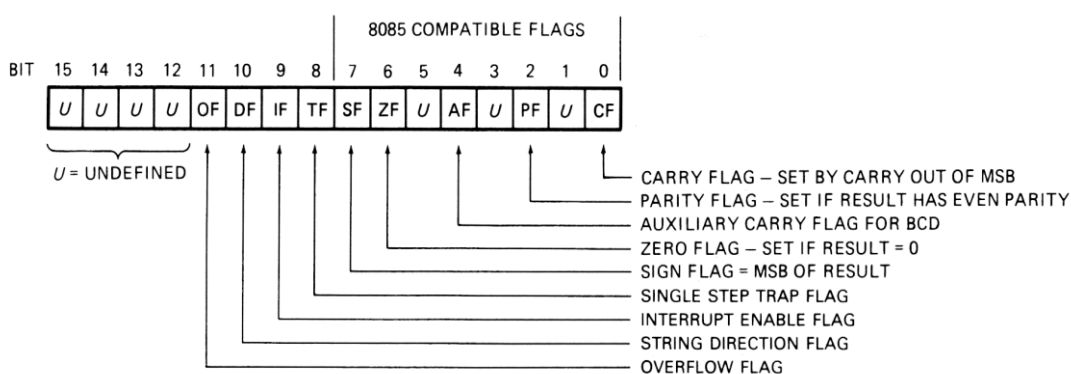 8085 COMPATIBLE FLAGS
BIT 15 14 13 12 11 10 9 8 7 6 5 4 3 2 1 0
U U U U OF DF IF TF SF ZF U AF U PF U CF
U = UNDEFINED
CARRY FLAG – SET BY CARRY OUT OF MSB
PARITY FLAG – SET IF RESULT HAS EVEN PARITY
AUXILIARY CARRY FLAG FOR BCD
ZERO FLAG – SET IF RESULT = 0
SIGN FLAG = MSB OF RESULT
SINGLE STEP TRAP FLAG
INTERRUPT ENABLE FLAG
STRING DIRECTION FLAG
OVERFLOW FLAG